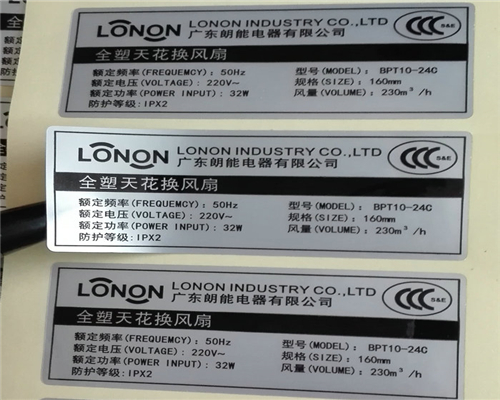 LONON LONON INDUSTRY CO.,LTD
广东朗能电器有限公司
CCC S&E
全塑天花换风扇
额定频率(FREQUEMCY): 50Hz 型号(MODEL): BPT10-24C
额定电压(VOLTAGE): 220V~ 规格(SIZE): 160mm
额定功率(POWER INPUT): 32W 风量(VOLUME): 230m³/h
防护等级: IPX2
LONON LONON INDUSTRY CO.,LTD
广东朗能电器有限公司
CCC S&E
全塑天花换风扇
额定频率(FREQUEMCY): 50Hz 型号(MODEL): BPT10-24C
额定电压(VOLTAGE): 220V~ 规格(SIZE): 160mm
额定功率(POWER INPUT): 32W 风量(VOLUME): 230m³/h
防护等级: IPX2
LONON LONON INDUSTRY CO.,LTD
广东朗能电器有限公司
CCC S&E
全塑天花换风扇
额定频率(FREQUEMCY): 50Hz 型号(MODEL): BPT10-24C
额定电压(VOLTAGE): 220V~ 规格(SIZE): 160mm
额定功率(POWER INPUT): 32W 风量(VOLUME): 230m³/h
防护等级: IPX2